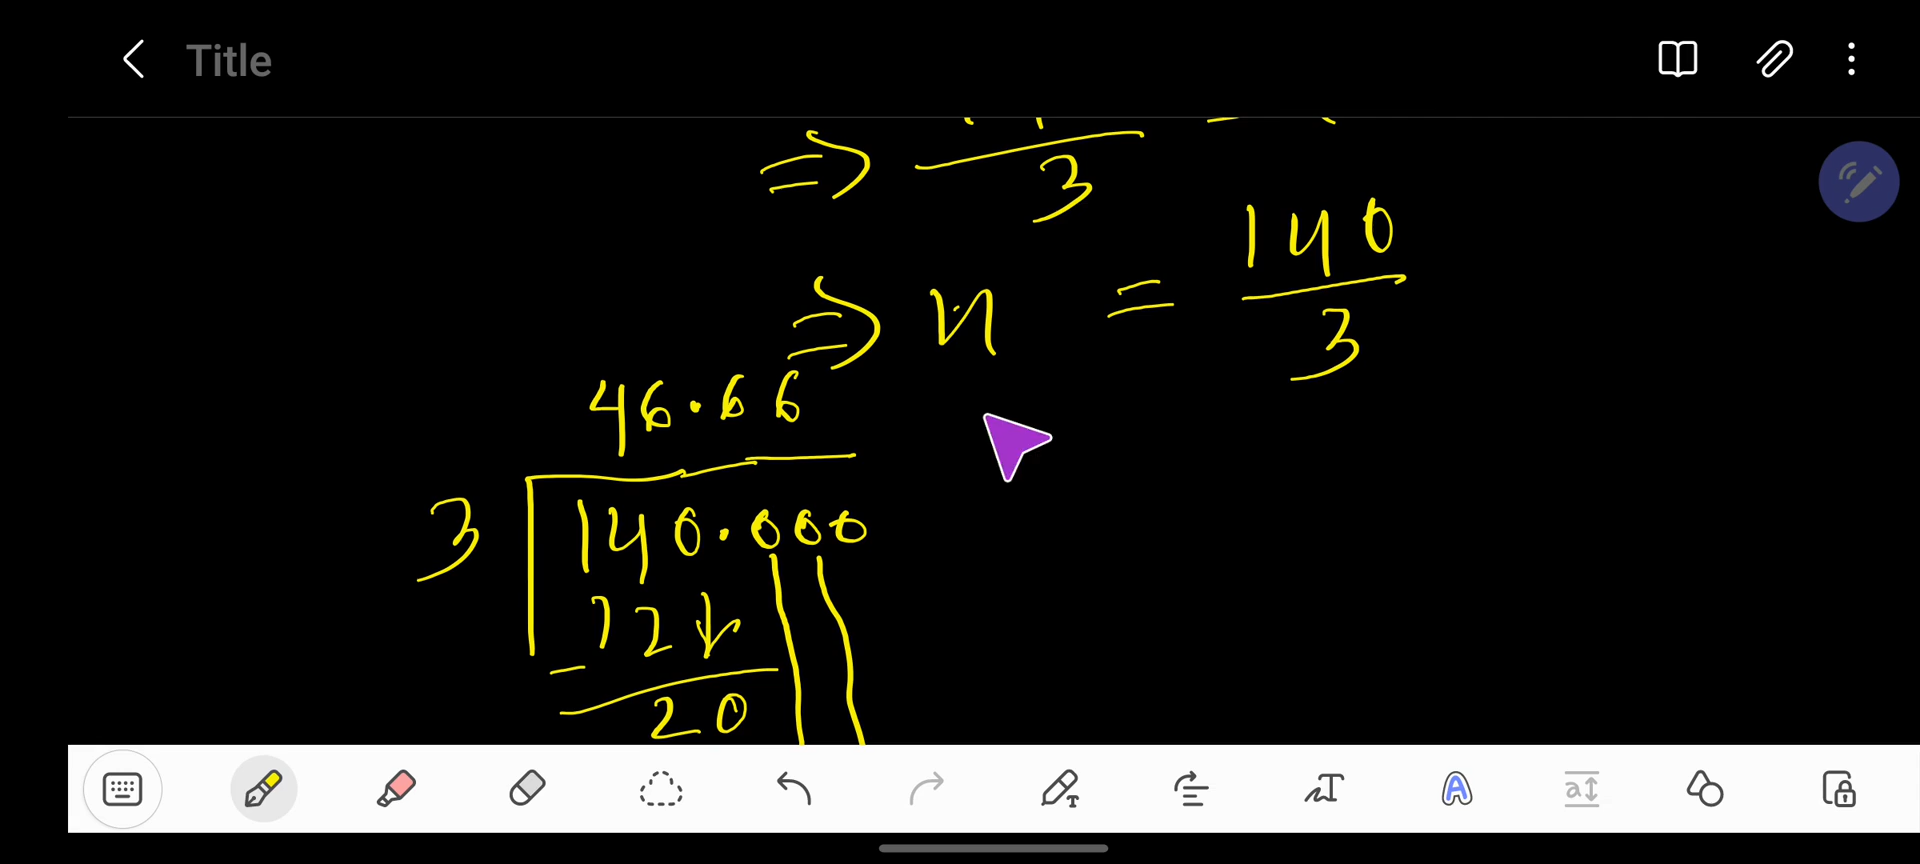 Title
⇒ 3
⇒ x = 140/3
46.66
3 140.000
12↓
- 20